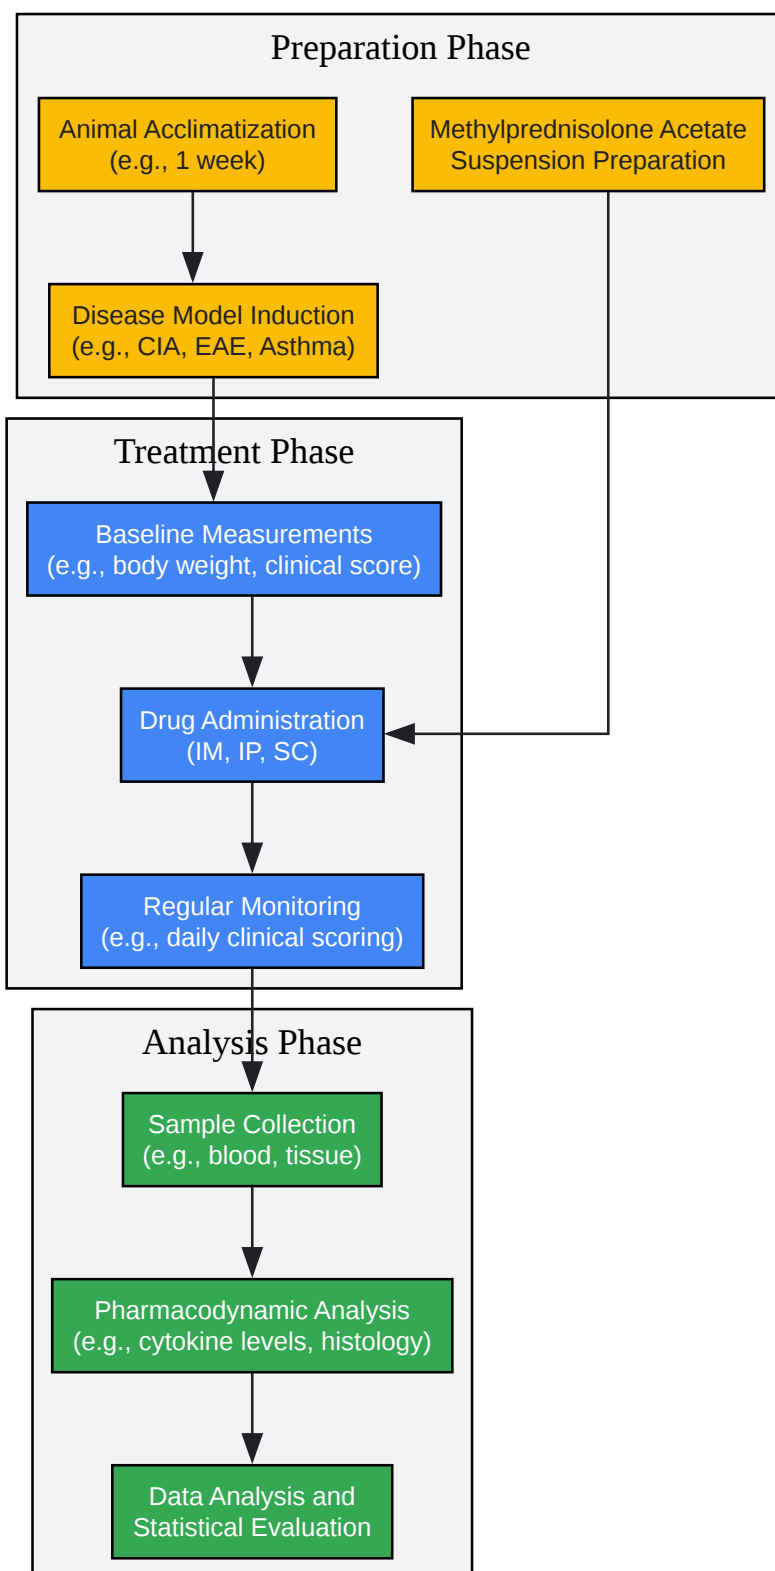 Preparation Phase
Animal Acclimatization
(e.g., 1 week)
Methylprednisolone Acetate
Suspension Preparation
Disease Model Induction
(e.g., CIA, EAE, Asthma)
Treatment Phase
Baseline Measurements
(e.g., body weight, clinical score)
Drug Administration
(IM, IP, SC)
Regular Monitoring
(e.g., daily clinical scoring)
Analysis Phase
Sample Collection
(e.g., blood, tissue)
Pharmacodynamic Analysis
(e.g., cytokine levels, histology)
Data Analysis and
Statistical Evaluation